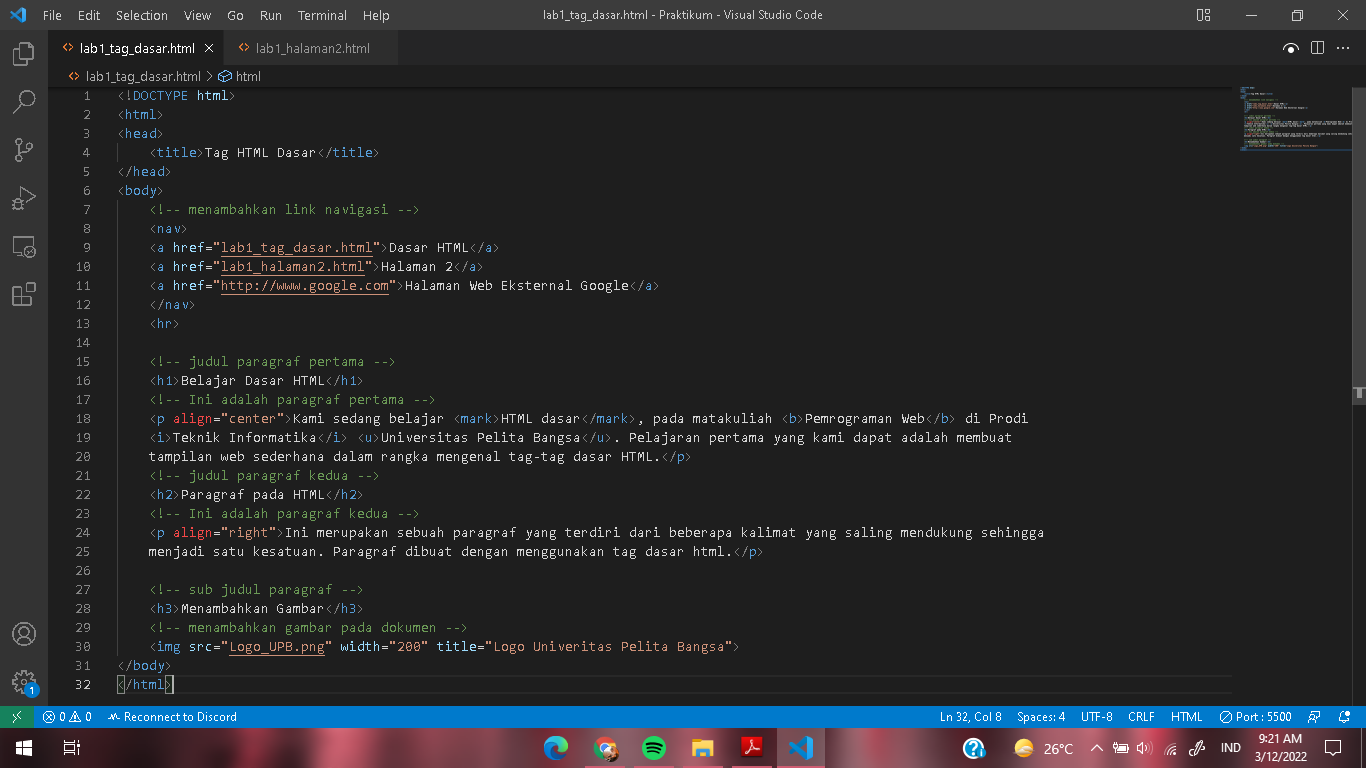 File Edit Selection View Go Run Terminal Help lab1_tag_dasar.html - Praktikum - Visual Studio Code
lab1_tag_dasar.html lab1_halaman2.html
lab1_tag_dasar.html > html
1 <!DOCTYPE html>
2 <html>
3 <head>
4 <title>Tag HTML Dasar</title>
5 </head>
6 <body>
7 <!-- menambahkan link navigasi -->
8 <nav>
9 <a href="lab1_tag_dasar.html">Dasar HTML</a>
10 <a href="lab1_halaman2.html">Halaman 2</a>
11 <a href="http://www.google.com">Halaman Web Eksternal Google</a>
12 </nav>
13 <hr>
14
15 <!-- judul paragraf pertama -->
16 <h1>Belajar Dasar HTML</h1>
17 <!-- Ini adalah paragraf pertama -->
18 <p align="center">Kami sedang belajar <mark>HTML dasar</mark>, pada matakuliah <b>Pemrograman Web</b> di Prodi
19 <i>Teknik Informatika</i> <u>Universitas Pelita Bangsa</u>. Pelajaran pertama yang kami dapat adalah membuat
20 tampilan web sederhana dalam rangka mengenal tag-tag dasar HTML.</p>
21 <!-- judul paragraf kedua -->
22 <h2>Paragraf pada HTML</h2>
23 <!-- Ini adalah paragraf kedua -->
24 <p align="right">Ini merupakan sebuah paragraf yang terdiri dari beberapa kalimat yang saling mendukung sehingga
25 menjadi satu kesatuan. Paragraf dibuat dengan menggunakan tag dasar html.</p>
26
27 <!-- sub judul paragraf -->
28 <h3>Menambahkan Gambar</h3>
29 <!-- menambahkan gambar pada dokumen -->
30 <img src="Logo_UPB.png" width="200" title="Logo Univeritas Pelita Bangsa">
31 </body>
32 </html>
1
0 0 Reconnect to Discord Ln 32, Col 8 Spaces: 4 UTF-8 CRLF HTML Port : 5500
26°C IND 9:21 AM
3/12/2022